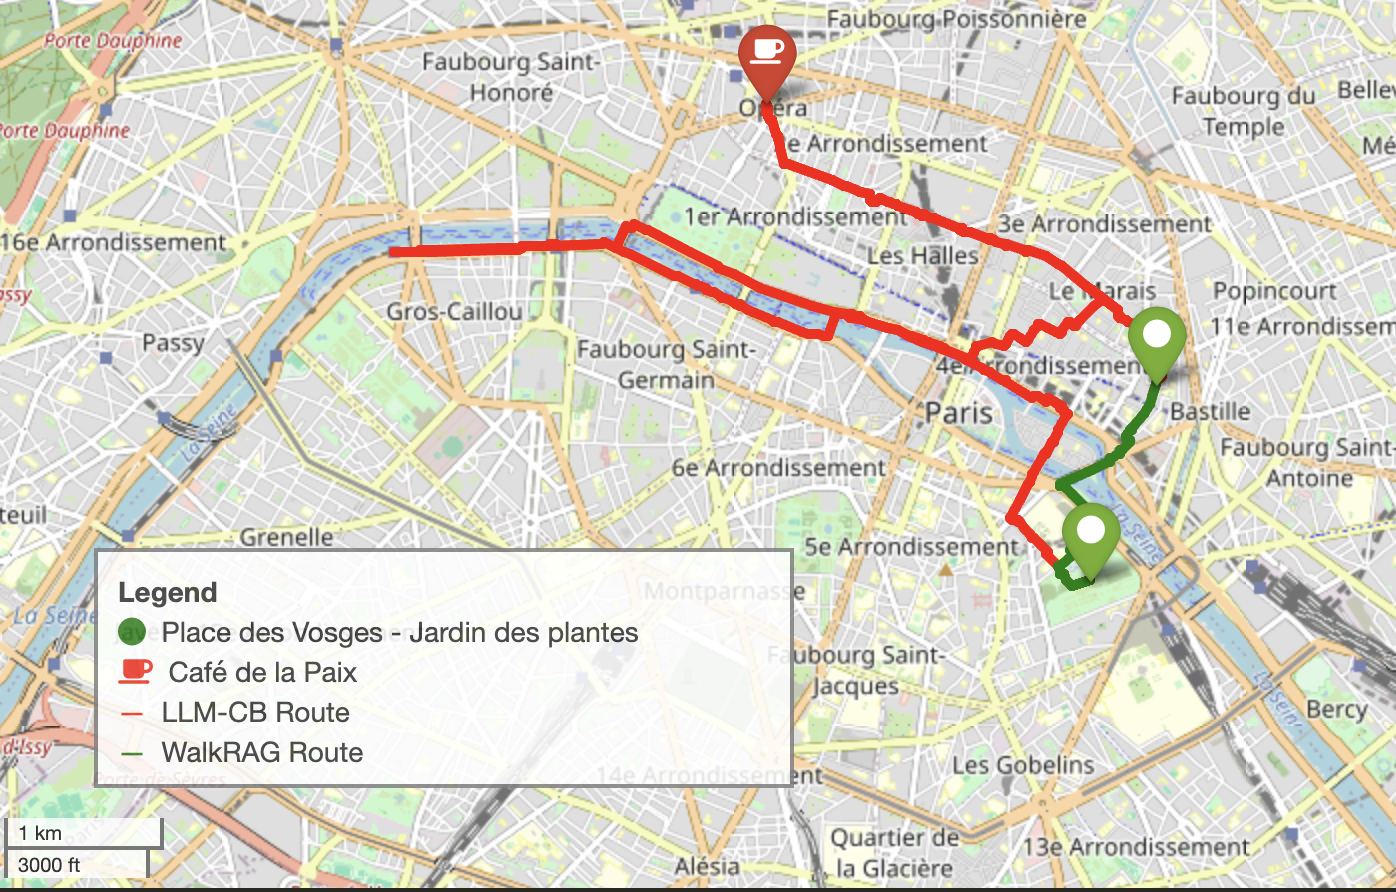 Porte Dauphine
Faubourg Saint-
Honoré
Faubourg Poissonnière
Faubourg du
Temple
Porte Dauphine
Opéra
e Arrondissement
16e Arrondissement
1er Arrondissement
3e Arrondissement
Les Halles
Le Marais
Popincourt
11e Arrondissem
Gros-Caillou
Passy
Faubourg Saint-
Germain
4e Arrondissement
Paris
Bastille
La Seine
6e Arrondissement
Faubourg Saint-
Antoine
teuil
Grenelle
5e Arrondissement
La Seine
Montparnasse
La Seine
Legend
Place des Vosges - Jardin des plantes
Café de la Paix
LLM-CB Route
WalkRAG Route
Faubourg Saint-
Jacques
La Seine
Bercy
d'Issy
Porte de Sèvres
14e Arrondissement
Les Gobelins
1 km
3000 ft
Quartier de
la Glacière
13e Arrondissement
Alésia